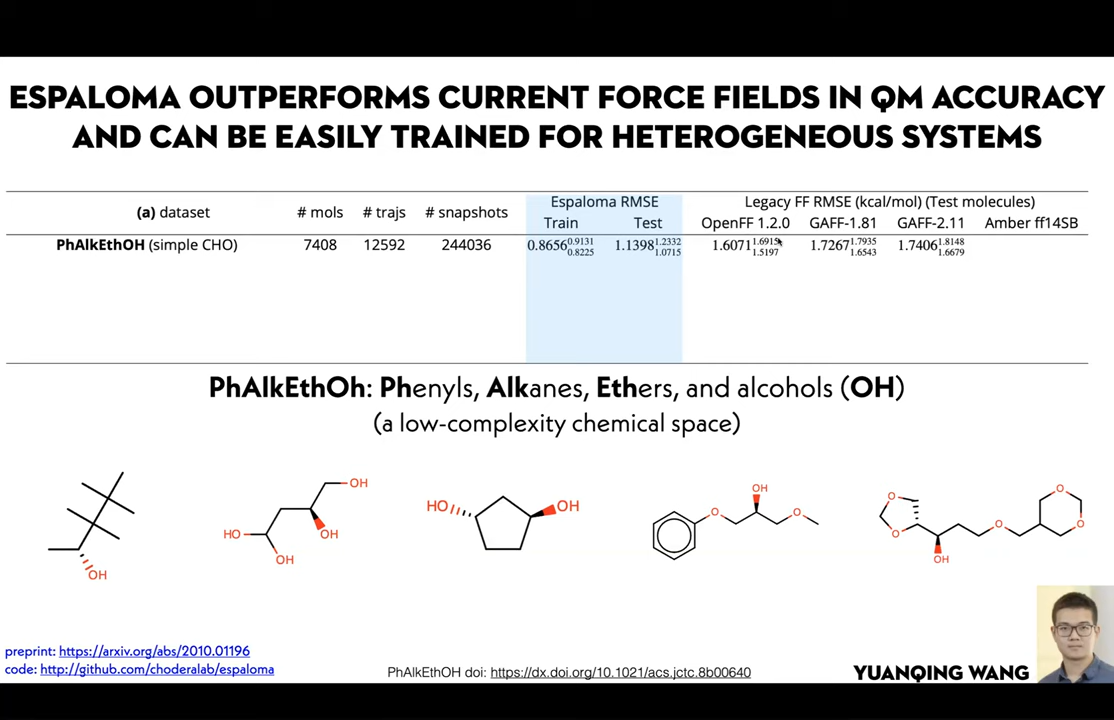 ESPALOMA OUTPERFORMS CURRENT FORCE FIELDS IN QM ACCURACY
AND CAN BE EASILY TRAINED FOR HETEROGENEOUS SYSTEMS
Espaloma RMSE Legacy FF RMSE (kcal/mol) (Test molecules)
(a) dataset # mols # trajs # snapshots Train Test OpenFF 1.2.0 GAFF-1.81 GAFF-2.11 Amber ff14SB
PhAlkEthOH (simple CHO) 7408 12592 244036 0.8656 0.9131 0.8225 1.1398 1.2332 1.0715 1.6071 1.6915 1.5197 1.7267 1.7935 1.6543 1.7406 1.8148 1.6679
PhAlkEthOh: Phenyls, Alkanes, Ethers, and alcohols (OH)
(a low-complexity chemical space)
OH
HO OH OH OH
HO OH
O OH O
O O OH O O O
preprint: https://arxiv.org/abs/2010.01196
code: http://github.com/choderalab/espaloma
PhAlkEthOH doi: https://dx.doi.org/10.1021/acs.jctc.8b00640
YUANQING WANG